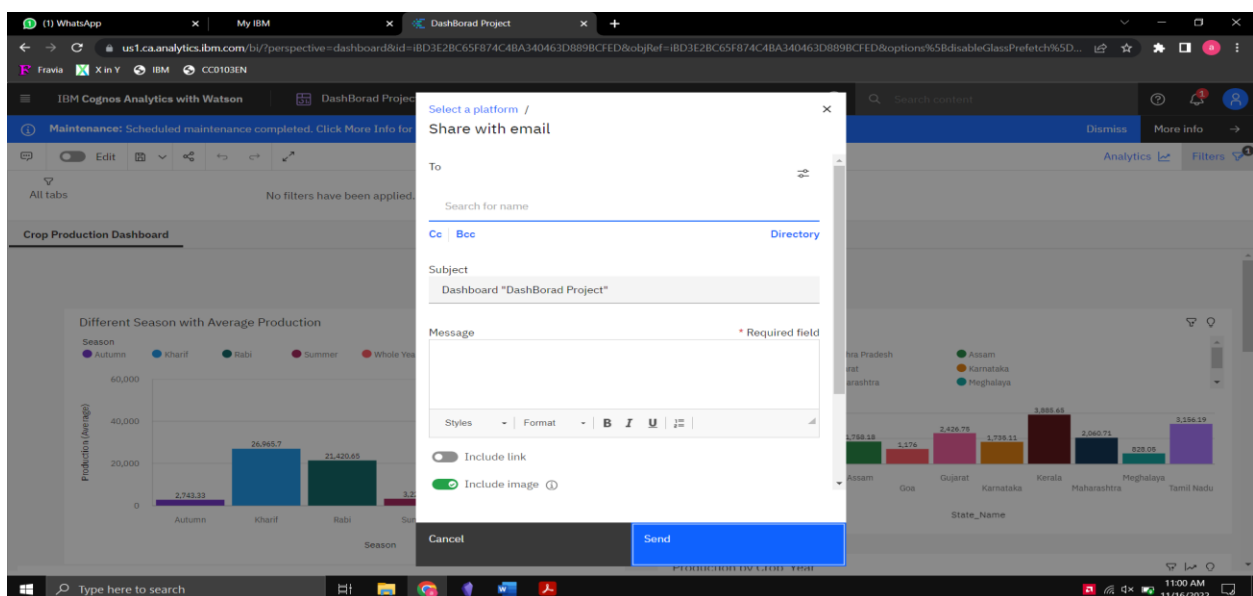 (1) WhatsApp
My IBM
DashBorad Project
us1.ca.analytics.ibm.com/bi/?perspective=dashboard&id=iBD3E2BC65F874C4BA340463D889BCFED&objRef=iBD3E2BC65F874C4BA340463D889BCFED&options%5BdisableGlassPrefetch%5D...
Fravia X in Y IBM CC0103EN
IBM Cognos Analytics with Watson
DashBorad Projec
Search content
Maintenance: Scheduled maintenance completed. Click More Info for
Dismiss More info
Edit
Analytics Filters 1
All tabs
No filters have been applied.
Crop Production Dashboard
Select a platform /
Share with email
To
Search for name
Cc Bcc Directory
Subject
Dashboard "DashBorad Project"
Message * Required field
Styles Format B I U
Include link
Include image
Cancel Send
Different Season with Average Production
Season
Autumn Kharif Rabi Summer Whole Yea
Production (Average)
60,000
40,000
20,000
0
2,743.33
26,965.7
21,420.65
Autumn Kharif Rabi Sur
Season
hra Pradesh Assam
Karnataka
Meghalaya
1,176
2,426.75
1,735.11
3,885.65
2,060.71
828.05
3,156.19
Assam Goa Gujarat Karnataka Kerala Maharashtra Meghalaya Tamil Nadu
State_Name
Production by Crop Year
Type here to search
11:00 AM
11/16/2022